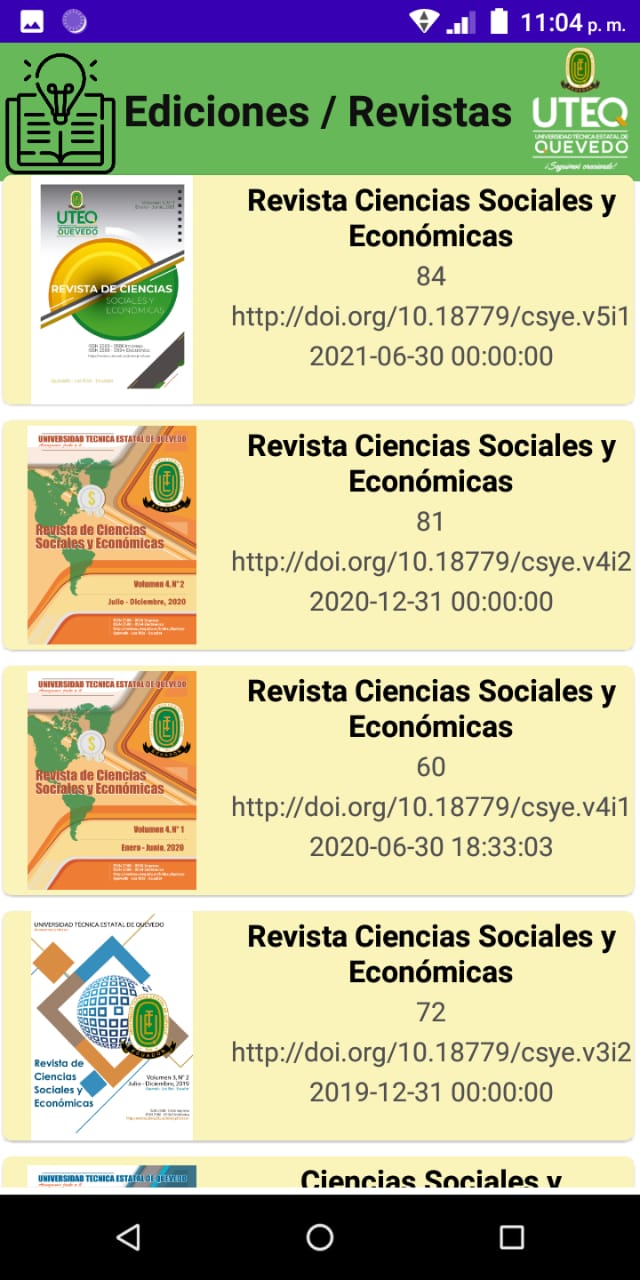 11:04 p. m.
Ediciones / Revistas
UTEQ
UNIVERSIDAD TÉCNICA ESTATAL DE
QUEVEDO
¡Seguimos creciendo!
UTEQ
QUEVEDO
REVISTA DE CIENCIAS
SOCIALES Y
ECONÓMICAS
Revista Ciencias Sociales y
Económicas
84
http://doi.org/10.18779/csye.v5i1
2021-06-30 00:00:00
UNIVERSIDAD TÉCNICA ESTATAL DE QUEVEDO
Revista de Ciencias
Sociales y Económicas
Volumen 4, N° 2
Julio - Diciembre, 2020
Revista Ciencias Sociales y
Económicas
81
http://doi.org/10.18779/csye.v4i2
2020-12-31 00:00:00
UNIVERSIDAD TÉCNICA ESTATAL DE QUEVEDO
Revista de Ciencias
Sociales y Económicas
Volumen 4, N° 1
Enero - Junio, 2020
Revista Ciencias Sociales y
Económicas
60
http://doi.org/10.18779/csye.v4i1
2020-06-30 18:33:03
UNIVERSIDAD TÉCNICA ESTATAL DE QUEVEDO
ECUADOR
Revista de
Ciencias
Sociales y
Económicas
Volumen 3, N° 2
Julio - Diciembre, 2019
Revista Ciencias Sociales y
Económicas
72
http://doi.org/10.18779/csye.v3i2
2019-12-31 00:00:00
UNIVERSIDAD TÉCNICA ESTATAL DE QUEVEDO
Ciencias Sociales y